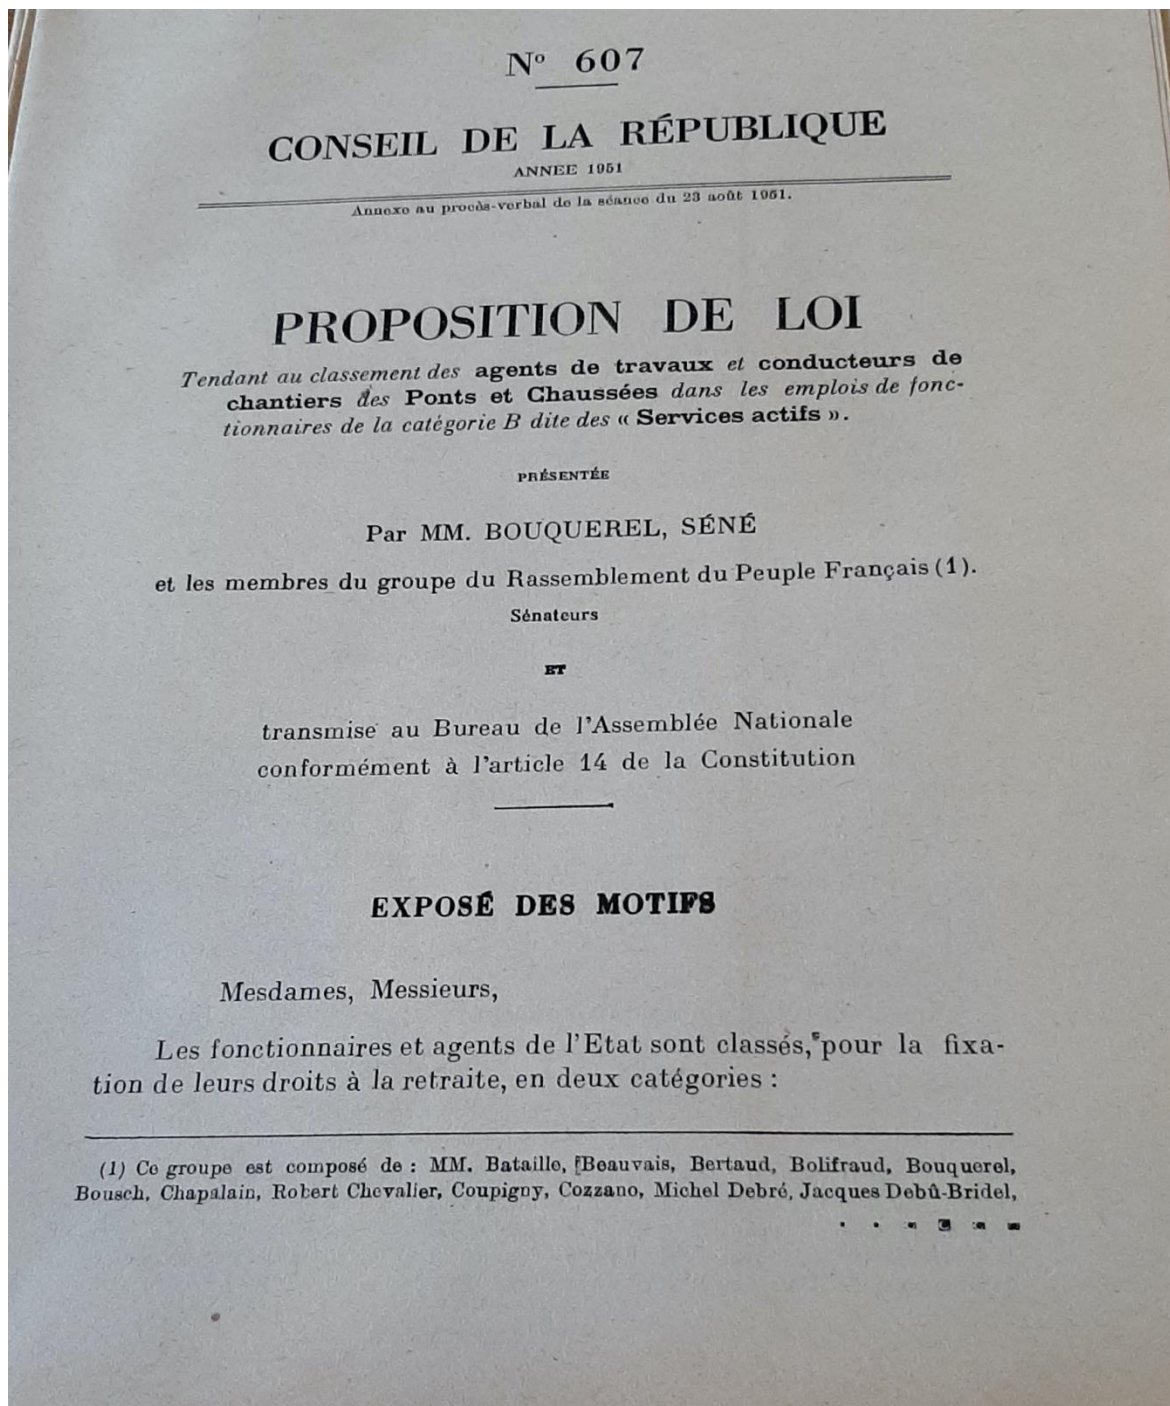 Nº 607
CONSEIL DE LA RÉPUBLIQUE
ANNEE 1951
Annexe au procès-verbal de la séance du 23 août 1951.
PROPOSITION DE LOI
Tendant au classement des agents de travaux et conducteurs de
chantiers des Ponts et Chaussées dans les emplois de fonc-
tionnaires de la catégorie B dite des « Services actifs ».
PRÉSENTÉE
Par MM. BOUQUEREL, SÉNÉ
et les membres du groupe du Rassemblement du Peuple Français (1).
Sénateurs
ET
transmise au Bureau de l'Assemblée Nationale
conformément à l'article 14 de la Constitution
EXPOSÉ DES MOTIFS
Mesdames, Messieurs,
Les fonctionnaires et agents de l'Etat sont classés, pour la fixa-
tion de leurs droits à la retraite, en deux catégories :
(1) Ce groupe est composé de : MM. Bataille, Beauvais, Bertaud, Bolifraud, Bouquerel,
Bousch, Chapalain, Robert Chevalier, Coupigny, Cozzano, Michel Debré, Jacques Debû-Bridel,